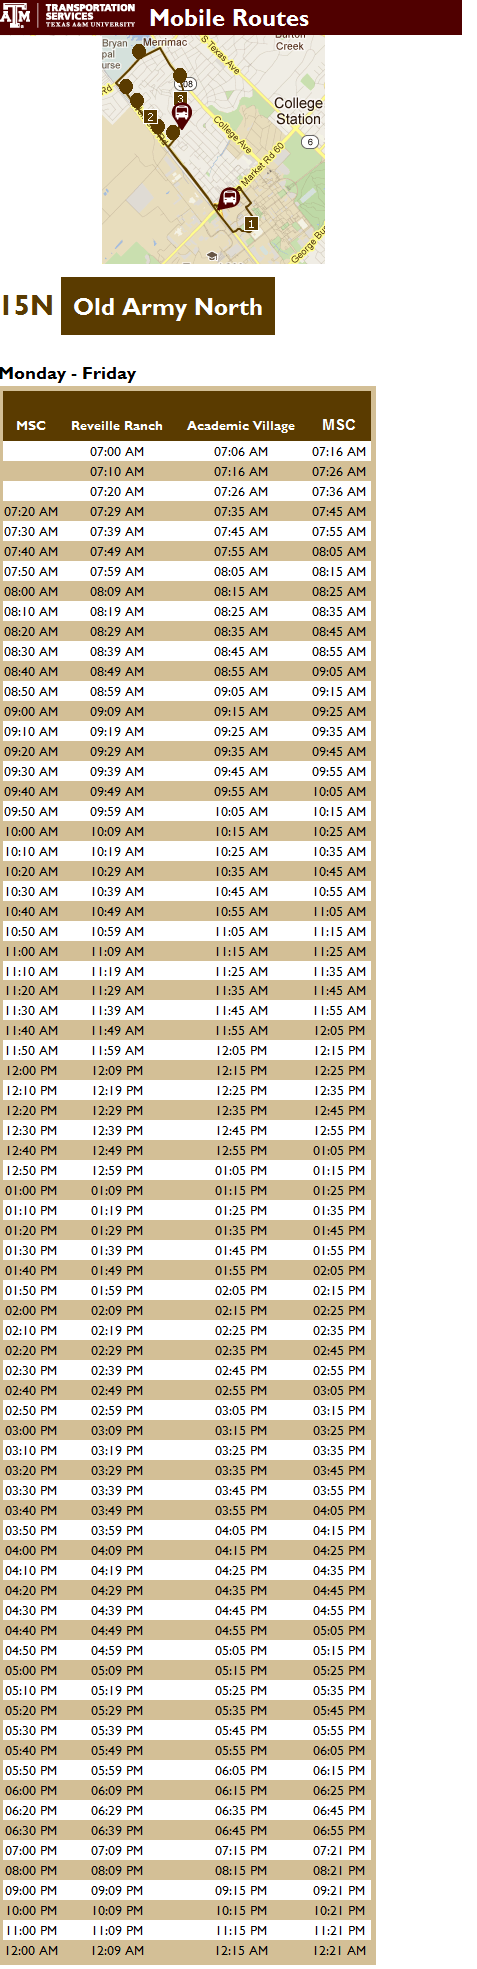 TRANSPORTATION
SERVICES
TEXAS A&M UNIVERSITY
Mobile Routes
Bryan
Merrimac
S Texas Ave
Creek
Rd
3
2
College
Station
College Ave
6
Market Rd 60
1
George Bu
15N
Old Army North
Monday - Friday
MSC Reveille Ranch Academic Village MSC
07:00 AM 07:06 AM 07:16 AM
07:10 AM 07:16 AM 07:26 AM
07:20 AM 07:26 AM 07:36 AM
07:20 AM 07:29 AM 07:35 AM 07:45 AM
07:30 AM 07:39 AM 07:45 AM 07:55 AM
07:40 AM 07:49 AM 07:55 AM 08:05 AM
07:50 AM 07:59 AM 08:05 AM 08:15 AM
08:00 AM 08:09 AM 08:15 AM 08:25 AM
08:10 AM 08:19 AM 08:25 AM 08:35 AM
08:20 AM 08:29 AM 08:35 AM 08:45 AM
08:30 AM 08:39 AM 08:45 AM 08:55 AM
08:40 AM 08:49 AM 08:55 AM 09:05 AM
08:50 AM 08:59 AM 09:05 AM 09:15 AM
09:00 AM 09:09 AM 09:15 AM 09:25 AM
09:10 AM 09:19 AM 09:25 AM 09:35 AM
09:20 AM 09:29 AM 09:35 AM 09:45 AM
09:30 AM 09:39 AM 09:45 AM 09:55 AM
09:40 AM 09:49 AM 09:55 AM 10:05 AM
09:50 AM 09:59 AM 10:05 AM 10:15 AM
10:00 AM 10:09 AM 10:15 AM 10:25 AM
10:10 AM 10:19 AM 10:25 AM 10:35 AM
10:20 AM 10:29 AM 10:35 AM 10:45 AM
10:30 AM 10:39 AM 10:45 AM 10:55 AM
10:40 AM 10:49 AM 10:55 AM 11:05 AM
10:50 AM 10:59 AM 11:05 AM 11:15 AM
11:00 AM 11:09 AM 11:15 AM 11:25 AM
11:10 AM 11:19 AM 11:25 AM 11:35 AM
11:20 AM 11:29 AM 11:35 AM 11:45 AM
11:30 AM 11:39 AM 11:45 AM 11:55 AM
11:40 AM 11:49 AM 11:55 AM 12:05 PM
11:50 AM 11:59 AM 12:05 PM 12:15 PM
12:00 PM 12:09 PM 12:15 PM 12:25 PM
12:10 PM 12:19 PM 12:25 PM 12:35 PM
12:20 PM 12:29 PM 12:35 PM 12:45 PM
12:30 PM 12:39 PM 12:45 PM 12:55 PM
12:40 PM 12:49 PM 12:55 PM 01:05 PM
12:50 PM 12:59 PM 01:05 PM 01:15 PM
01:00 PM 01:09 PM 01:15 PM 01:25 PM
01:10 PM 01:19 PM 01:25 PM 01:35 PM
01:20 PM 01:29 PM 01:35 PM 01:45 PM
01:30 PM 01:39 PM 01:45 PM 01:55 PM
01:40 PM 01:49 PM 01:55 PM 02:05 PM
01:50 PM 01:59 PM 02:05 PM 02:15 PM
02:00 PM 02:09 PM 02:15 PM 02:25 PM
02:10 PM 02:19 PM 02:25 PM 02:35 PM
02:20 PM 02:29 PM 02:35 PM 02:45 PM
02:30 PM 02:39 PM 02:45 PM 02:55 PM
02:40 PM 02:49 PM 02:55 PM 03:05 PM
02:50 PM 02:59 PM 03:05 PM 03:15 PM
03:00 PM 03:09 PM 03:15 PM 03:25 PM
03:10 PM 03:19 PM 03:25 PM 03:35 PM
03:20 PM 03:29 PM 03:35 PM 03:45 PM
03:30 PM 03:39 PM 03:45 PM 03:55 PM
03:40 PM 03:49 PM 03:55 PM 04:05 PM
03:50 PM 03:59 PM 04:05 PM 04:15 PM
04:00 PM 04:09 PM 04:15 PM 04:25 PM
04:10 PM 04:19 PM 04:25 PM 04:35 PM
04:20 PM 04:29 PM 04:35 PM 04:45 PM
04:30 PM 04:39 PM 04:45 PM 04:55 PM
04:40 PM 04:49 PM 04:55 PM 05:05 PM
04:50 PM 04:59 PM 05:05 PM 05:15 PM
05:00 PM 05:09 PM 05:15 PM 05:25 PM
05:10 PM 05:19 PM 05:25 PM 05:35 PM
05:20 PM 05:29 PM 05:35 PM 05:45 PM
05:30 PM 05:39 PM 05:45 PM 05:55 PM
05:40 PM 05:49 PM 05:55 PM 06:05 PM
05:50 PM 05:59 PM 06:05 PM 06:15 PM
06:00 PM 06:09 PM 06:15 PM 06:25 PM
06:20 PM 06:29 PM 06:35 PM 06:45 PM
06:30 PM 06:39 PM 06:45 PM 06:55 PM
07:00 PM 07:09 PM 07:15 PM 07:21 PM
08:00 PM 08:09 PM 08:15 PM 08:21 PM
09:00 PM 09:09 PM 09:15 PM 09:21 PM
10:00 PM 10:09 PM 10:15 PM 10:21 PM
11:00 PM 11:09 PM 11:15 PM 11:21 PM
12:00 AM 12:09 AM 12:15 AM 12:21 AM